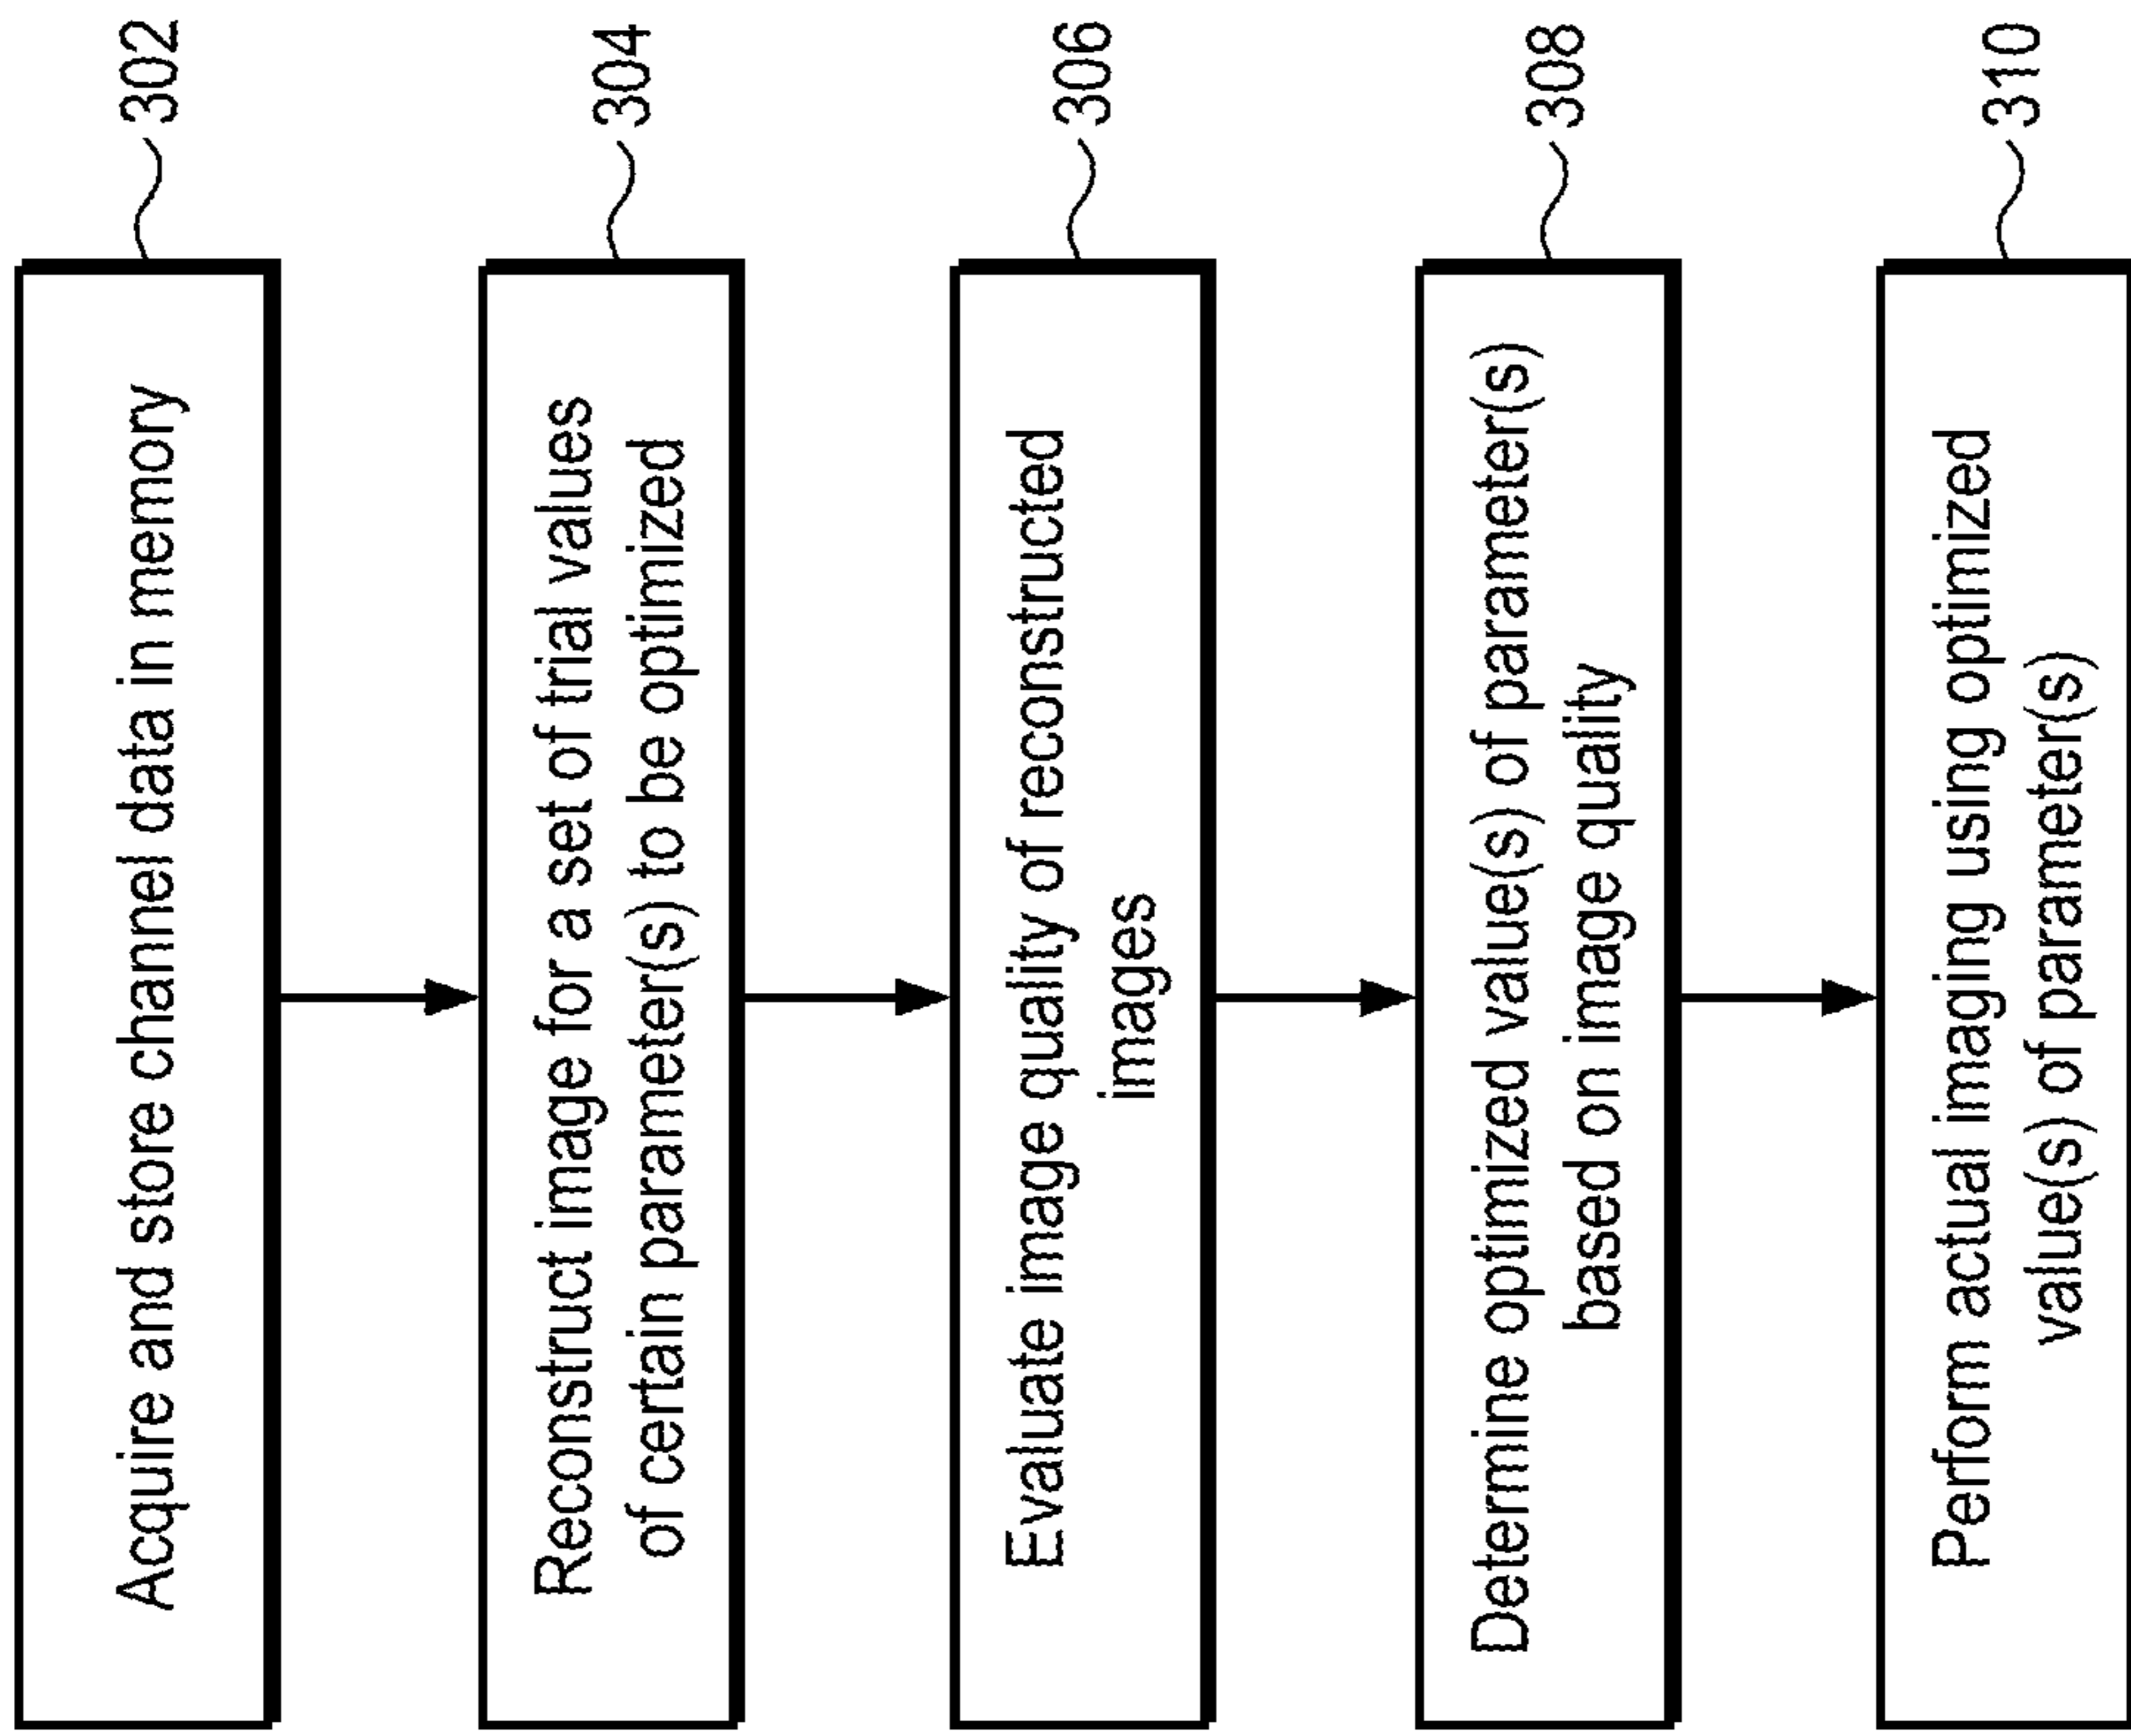 Acquire and store channel data in memory
302
Reconstruct image for a set of trial values
of certain parameter(s) to be optimized
304
Evaluate image quality of reconstructed
images
306
Determine optimized value(s) of parameter(s)
based on image quality
308
Perform actual imaging using optimized
value(s) of parameter(s)
310